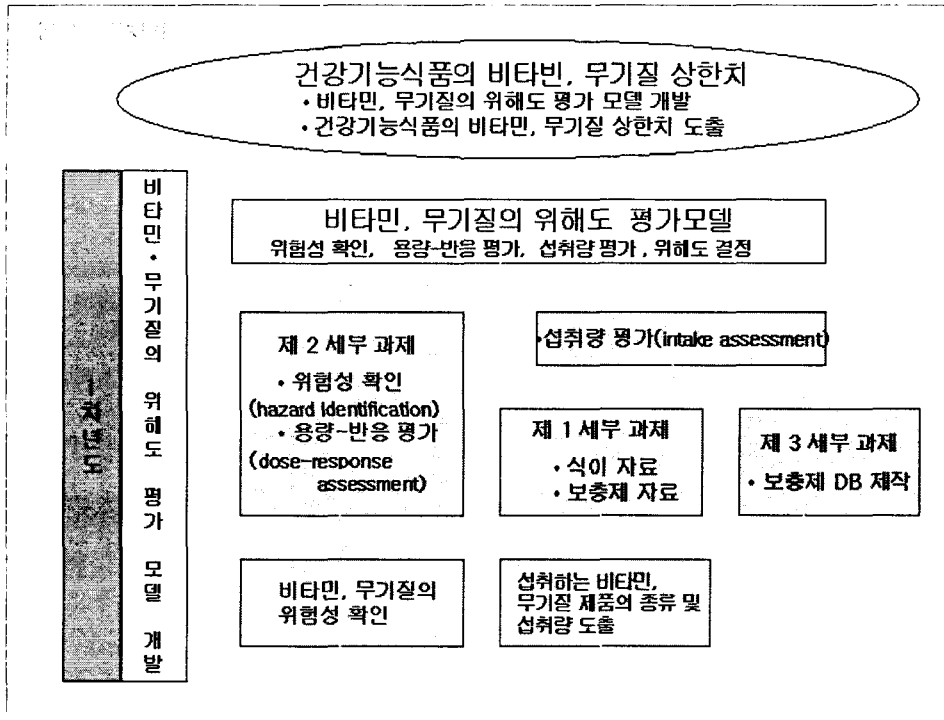 건강기능식품의 비타빈, 무기질 상한치
• 비타민, 무기질의 위해도 평가 모델 개발
• 건강기능식품의 비타민, 무기질 상한치 도출
1차년도
비타민·무기질의 위해도 평가 모델 개발
비타민, 무기질의 위해도 평가모델
위험성 확인, 용량~반응 평가, 섭취량 평가, 위해도 결정
제 2 세부 과제
• 위험성 확인
(hazard identification)
• 용량~반응 평가
(dose-response
assessment)
•섭취량 평가(intake assessment)
제 1 세부 과제
• 식이 자료
• 보충제 자료
제 3 세부 과제
• 보충제 DB 제작
비타민, 무기질의
위험성 확인
섭취하는 비타민,
무기질 제품의 종류 및
섭취량 도출